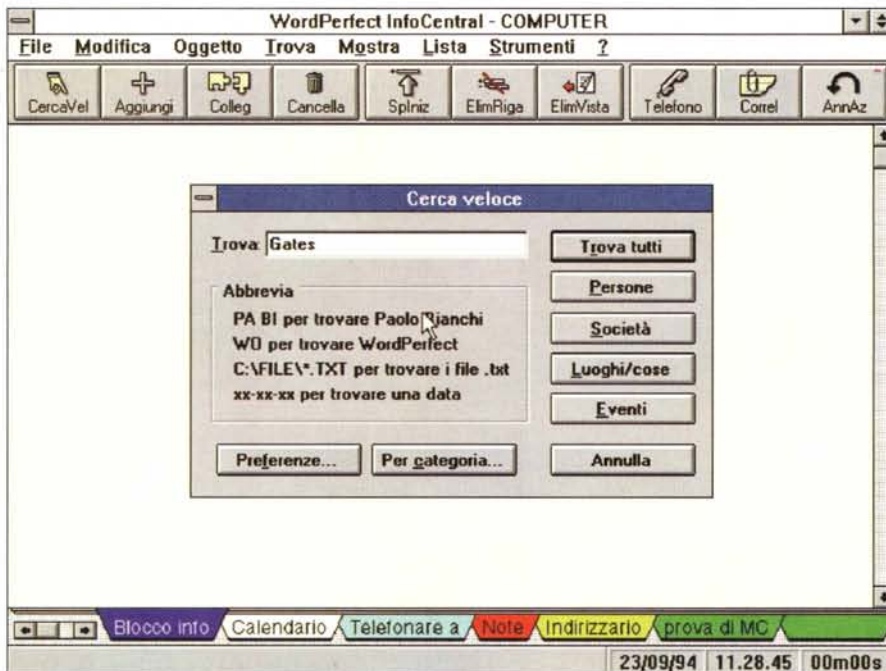 WordPerfect InfoCentral - COMPUTER
File Modifica Oggetto Trova Mostra Lista Strumenti ?
CercaVel Aggiungi Colleg Cancella SpIniz ElimRiga ElimVista Telefono Correl AnnAz
Cerca veloce
Trova: Gates
Trova tutti
Abbrevia
Persone
PA BI per trovare Paolo Bianchi
Società
WO per trovare WordPerfect
C:\FILE\*.TXT per trovare i file .txt
Luoghi/cose
xx-xx-xx per trovare una data
Eventi
Preferenze... Per categoria... Annulla
Blocco info Calendario Telefonare a Note Indirizzario prova di MC
23/09/94 11.28.45 00m00s